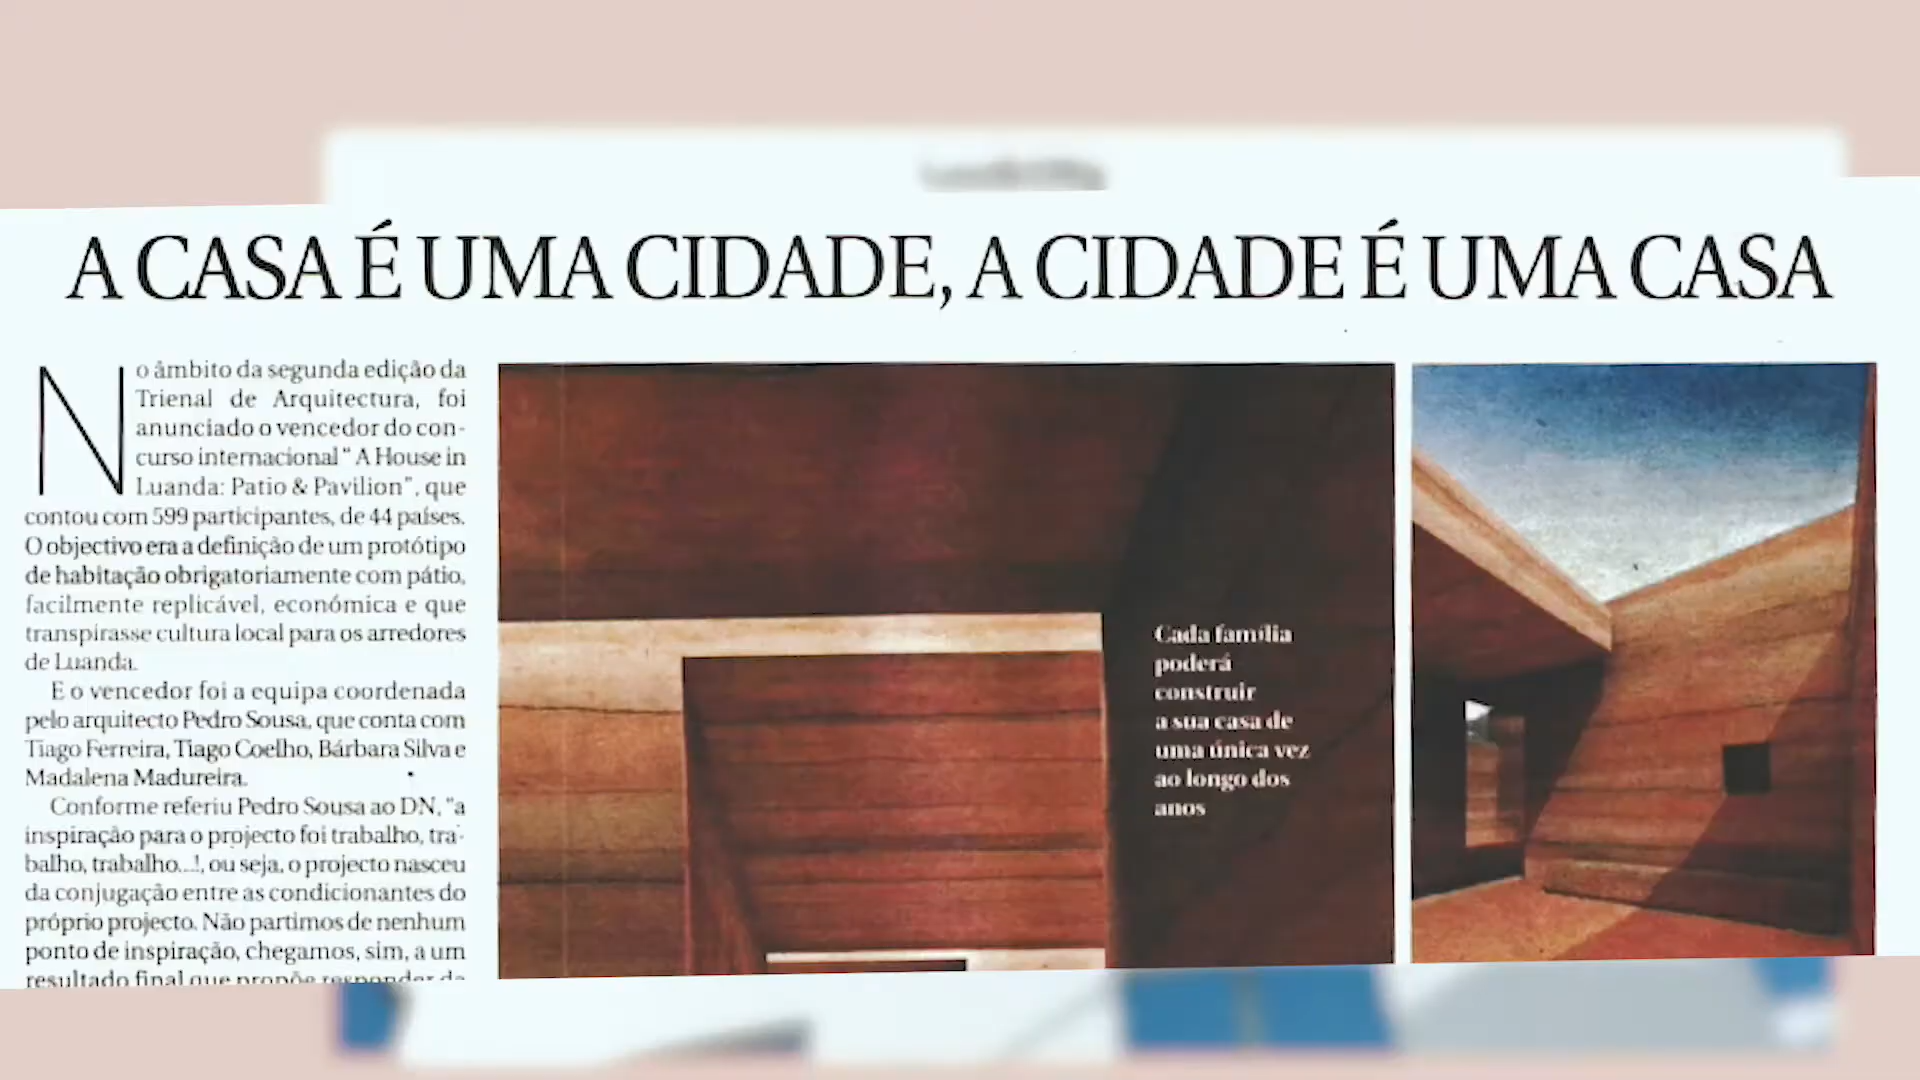 A CASA É UMA CIDADE, A CIDADE É UMA CASA
No âmbito da segunda edição da
Trienal de Arquitectura, foi
anunciado o vencedor do con-
curso internacional " A House in
Luanda: Patio & Pavilion", que
contou com 599 participantes, de 44 países.
O objectivo era a definição de um protótipo
de habitação obrigatoriamente com pátio,
facilmente replicável, económica e que
transpirasse cultura local para os arredores
de Luanda.
E o vencedor foi a equipa coordenada
pelo arquitecto Pedro Sousa, que conta com
Tiago Ferreira, Tiago Coelho, Bárbara Silva e
Madalena Madureira.
Conforme referiu Pedro Sousa ao DN, "a
inspiração para o projecto foi trabalho, tra-
balho, trabalho...!, ou seja, o projecto nasceu
da conjugação entre as condicionantes do
próprio projecto. Não partimos de nenhum
ponto de inspiração, chegamos, sim, a um
resultado final que propõe responder da
Cada família
poderá
construir
a sua casa de
uma única vez
ao longo dos
anos